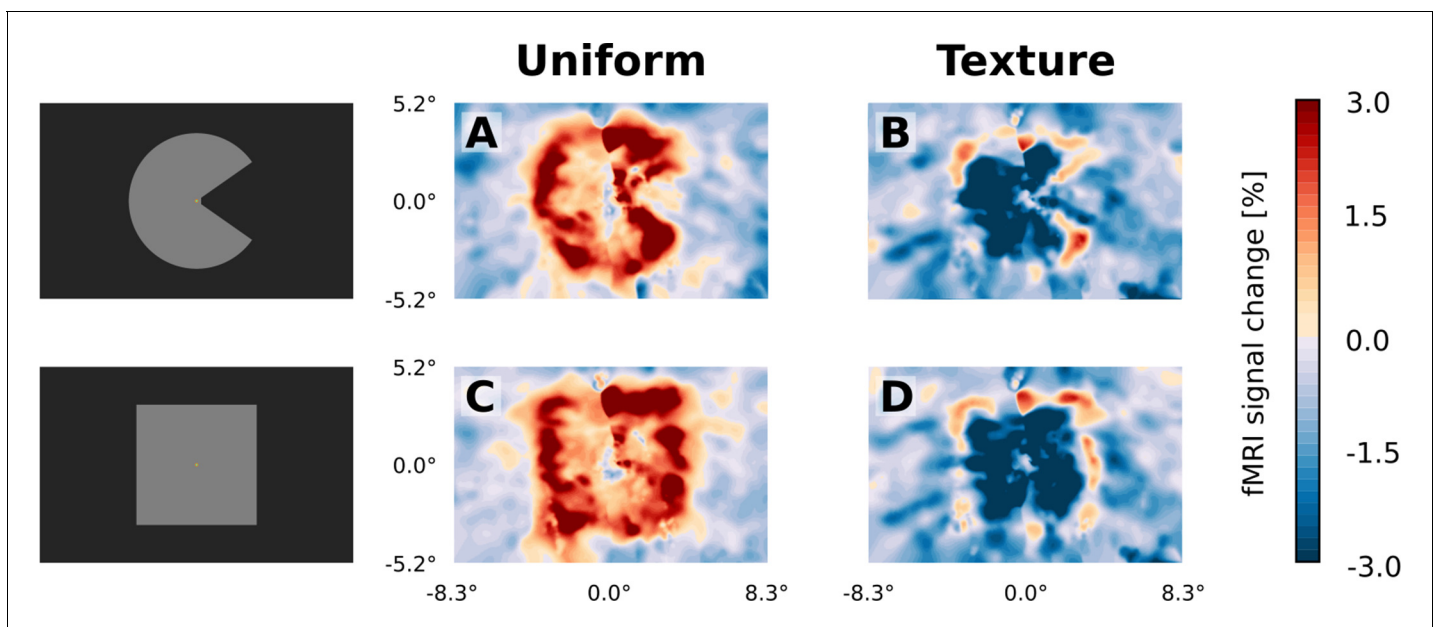 Uniform Texture
5.2° A B 3.0
1.5
0.0° 0.0
-5.2° -1.5
5.2° C D -3.0
0.0°
-5.2°
-8.3° 0.0° 8.3° -8.3° 0.0° 8.3°
fMRI signal change [%]